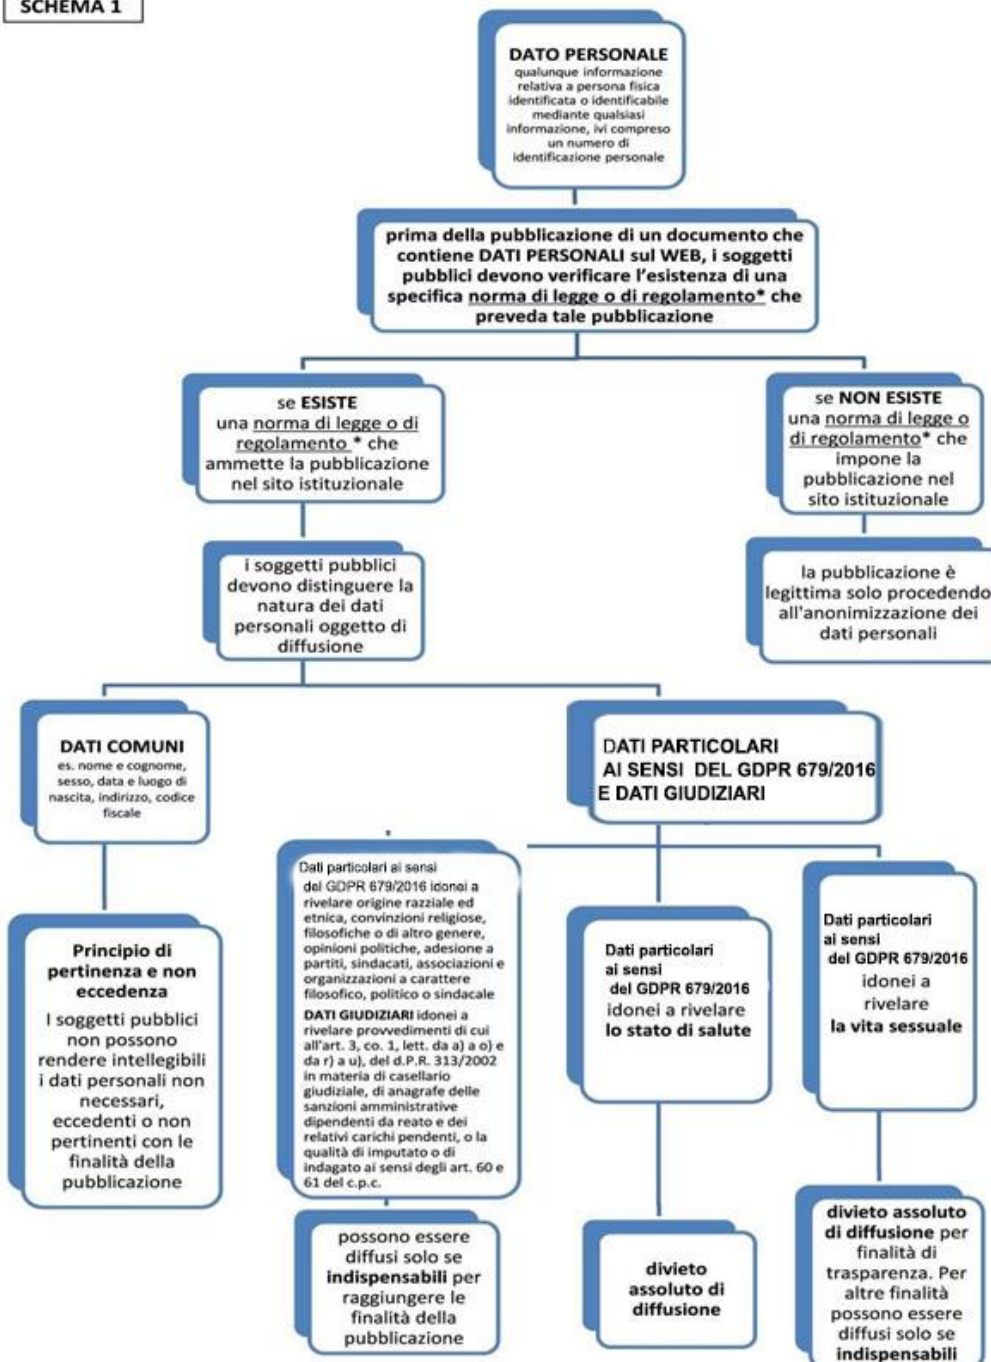 SCHEMA 1
DATO PERSONALE
qualunque informazione
relativa a persona fisica
identificata o identificabile
mediante qualsiasi
informazione, ivi compreso
un numero di
identificazione personale
prima della pubblicazione di un documento che
contiene DATI PERSONALI sul WEB, i soggetti
pubblici devono verificare l'esistenza di una
specifica norma di legge o di regolamento* che
preveda tale pubblicazione
se ESISTE
una norma di legge o di
regolamento * che
ammette la pubblicazione
nel sito istituzionale
se NON ESISTE
una norma di legge o
di regolamento* che
impone la
pubblicazione nel
sito istituzionale
i soggetti pubblici
devono distinguere la
natura dei dati
personali oggetto di
diffusione
la pubblicazione è
legittima solo procedendo
all'anonimizzazione dei
dati personali
DATI COMUNI
es. nome e cognome,
sesso, data e luogo di
nascita, indirizzo, codice
fiscale
DATI PARTICOLARI
AI SENSI DEL GDPR 679/2016
E DATI GIUDIZIARI
Principio di
pertinenza e non
eccedenza
I soggetti pubblici
non possono
rendere intellegibili
i dati personali non
necessari,
eccedenti o non
pertinenti con le
finalità della
pubblicazione
Dati particolari ai sensi
del GDPR 679/2016 idonei a
rivelare origine razziale ed
etnica, convinzioni religiose,
filosofiche o di altro genere,
opinioni politiche, adesione a
partiti, sindacati, associazioni e
organizzazioni a carattere
filosofico, politico o sindacale
DATI GIUDIZIARI idonei a
rivelare provvedimenti di cui
all'art. 3, co. 1, lett. da a) a o) e
da r) a u), del d.P.R. 313/2002
in materia di casellario
giudiziale, di anagrafe delle
sanzioni amministrative
dipendenti da reato e dei
relativi carichi pendenti, o la
qualità di imputato o di
indagato ai sensi degli art. 60 e
61 del c.p.c.
Dati particolari
ai sensi
del GDPR 679/2016
idonei a rivelare
lo stato di salute
Dati particolari
ai sensi
del GDPR 679/2016
idonei a
rivelare
la vita sessuale
possono essere
diffusi solo se
indispensabili per
raggiungere le
finalità della
pubblicazione
divieto
assoluto di
diffusione
divieto assoluto
di diffusione per
finalità di
trasparenza. Per
altre finalità
possono essere
diffusi solo se
indispensabili